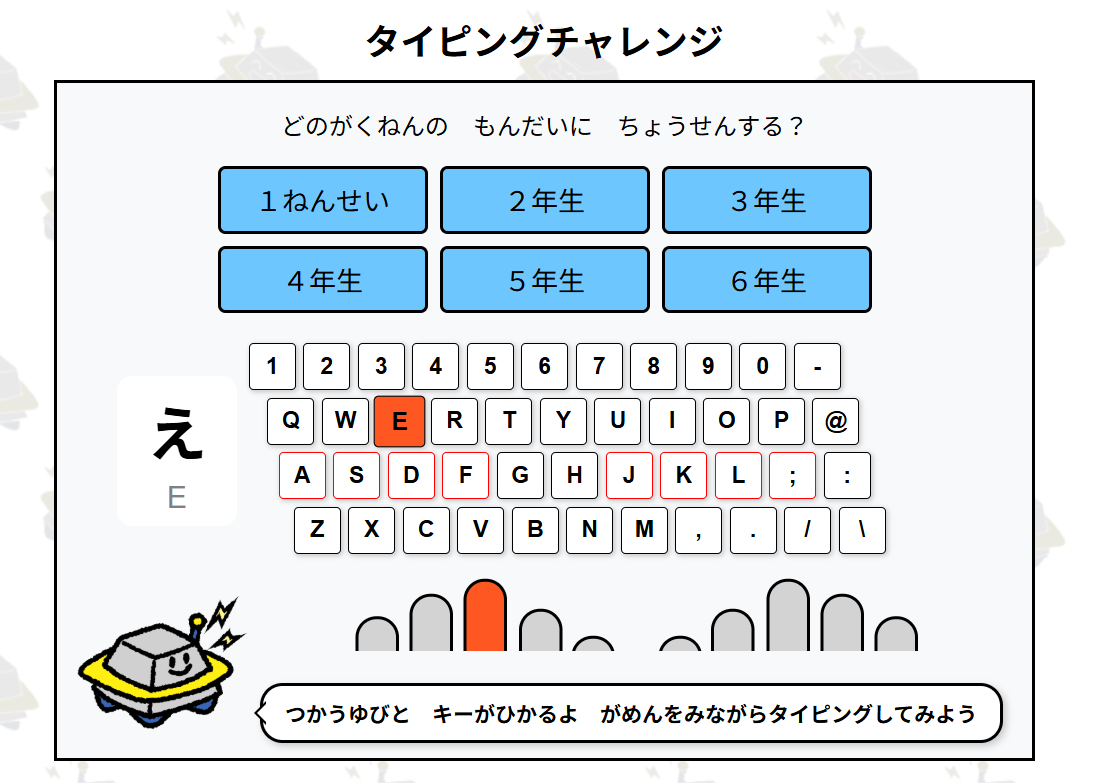 タイピングチャレンジ
どのがくねんの　もんだいに　ちょうせんする？
１ねんせい ２年生 ３年生
４年生 ５年生 ６年生
1 2 3 4 5 6 7 8 9 0 -
Q W E R T Y U I O P @
え
A S D F G H J K L ; :
E
Z X C V B N M , . / \
つかうゆびと　キーがひかるよ　がめんをみながらタイピングしてみよう